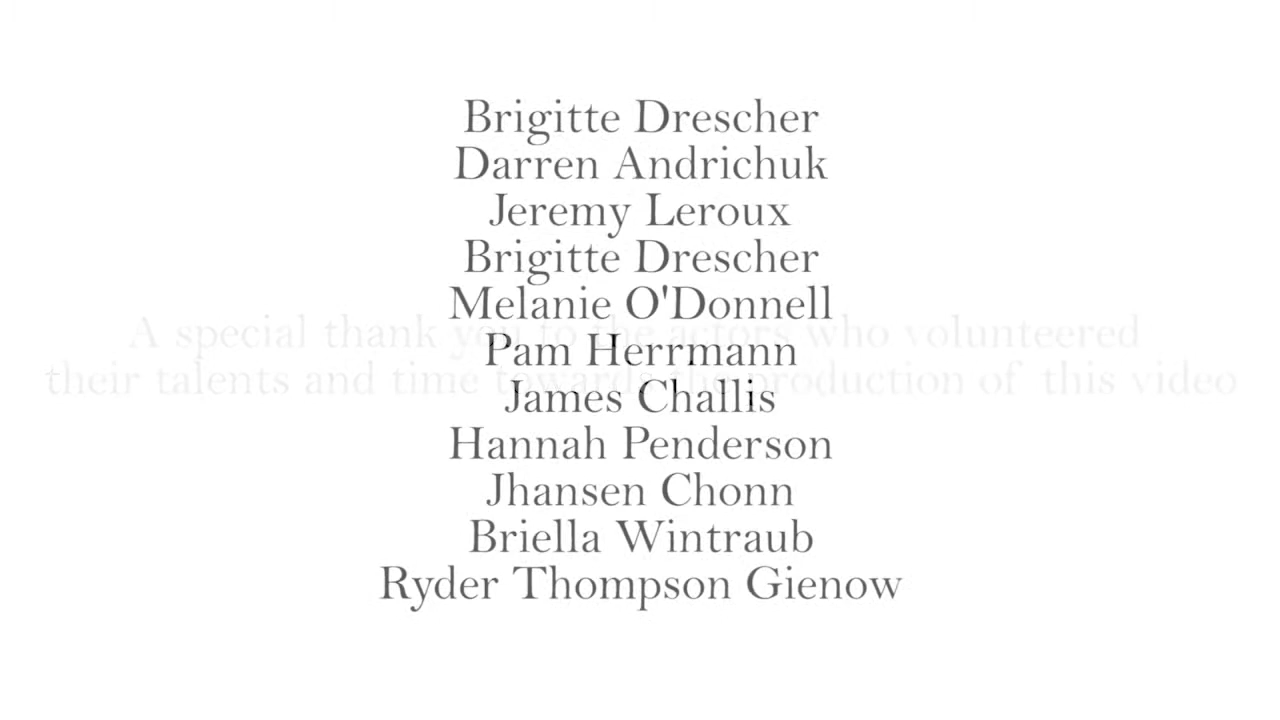 Brigitte Drescher
Darren Andrichuk
Jeremy Leroux
Brigitte Drescher
Melanie O'Donnell
A special thank you to the actors who volunteered
Pam Herrmann
their talents and time towards the production of this video
James Challis
Hannah Penderson
Jhansen Chonn
Briella Wintraub
Ryder Thompson Gienow